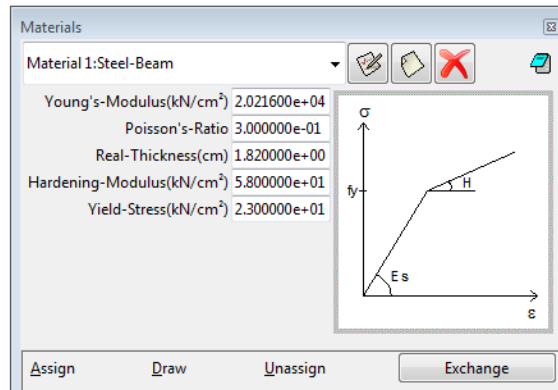 Materials
Material 1:Steel-Beam
Young's-Modulus(kN/cm²) 2.021600e+04
Poisson's-Ratio 3.000000e-01
Real-Thickness(cm) 1.820000e+00
Hardening-Modulus(kN/cm²) 5.800000e+01
Yield-Stress(kN/cm²) 2.300000e+01
σ
fy
H
E s
ε
Assign Draw Unassign Exchange